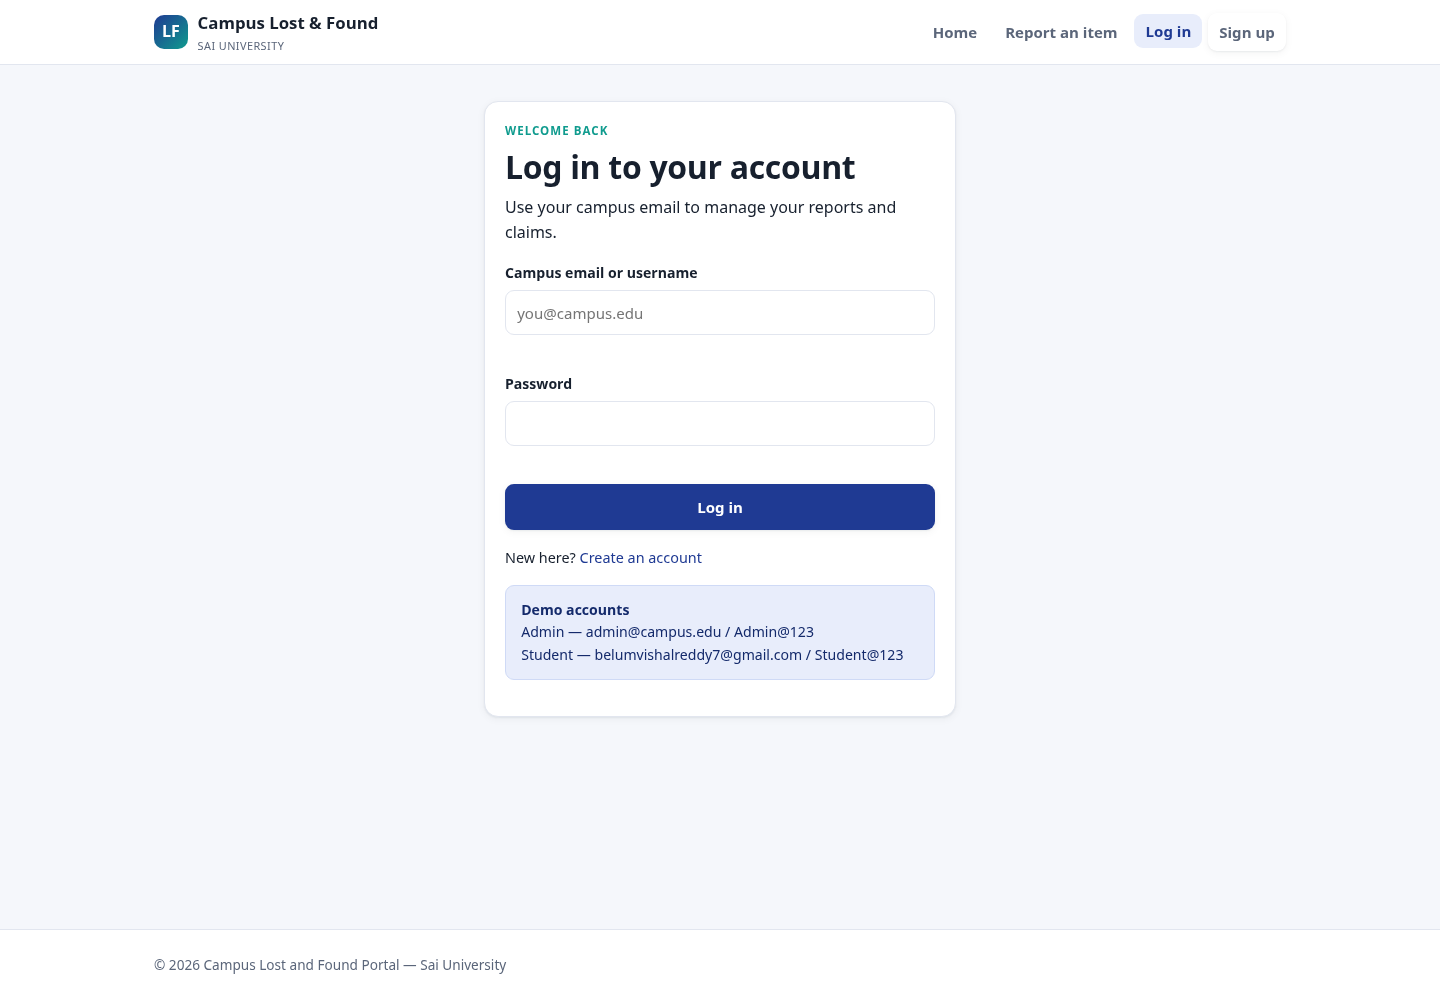 LF
Campus Lost & Found
SAI UNIVERSITY
Home
Report an item
Log in
Sign up
WELCOME BACK
Log in to your account
Use your campus email to manage your reports and
claims.
Campus email or username
you@campus.edu
Password
Log in
New here? Create an account
Demo accounts
Admin — admin@campus.edu / Admin@123
Student — belumvishalreddy7@gmail.com / Student@123
© 2026 Campus Lost and Found Portal — Sai University